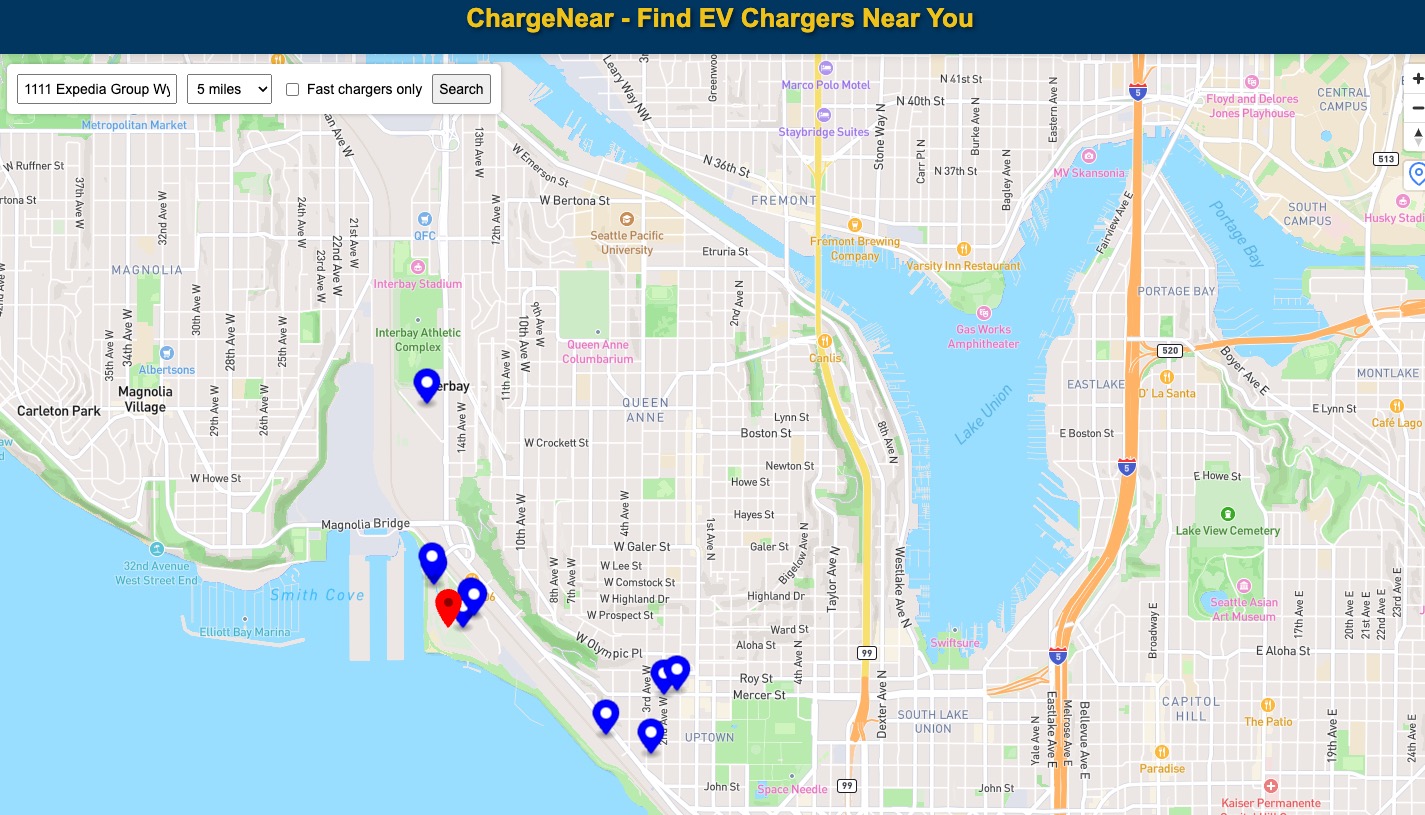 ChargeNear - Find EV Chargers Near You
1111 Expedia Group Wy
5 miles
Fast chargers only
Search
Metropolitan Market
Leary Way NW
Greenwoo
Marco Polo Motel
N 41st St
N 40th St
Staybridge Suites
Stone Way N
Carr Pl N
Burke Ave N
Eastern Ave N
Bagley Ave N
5
Floyd and Delores
Jones Playhouse
CENTRAL
CAMPUS
513
W Ruffner St
13th Ave W
W Emerson St
N 36th St
N 37th St
MV Skansonia
37th Ave W
32nd Ave W
24th Ave W
21st Ave W
22nd Ave W
23rd Ave W
12th Ave W
W Bertona St
FREMONT
Fairview Ave E
SOUTH
CAMPUS
Portage Bay
Huski Stadi
QFC
Seattle Pacific
University
Etruria St
Fremont Brewing
Company
Varsity Inn Restaurant
MAGNOLIA
Interbay Stadium
PORTAGE BAY
30th Ave W
28th Ave W
25th Ave W
35th Ave W
34th Ave W
Interbay Athletic
Complex
9th Ave W
10th Ave W
11th Ave W
2nd Ave N
Queen Anne
Columbarium
Gas Works
Amphitheater
Canlis
520
Boyer Ave E
Albertsons
Magnolia
Village
Carleton Park
29th Ave W
26th Ave W
erbay
14th Ave W
QUEEN
ANNE
EASTLAKE
D' La Santa
MONTLAKE
Lake Union
Lynn St
Boston St
8th Ave N
E Lynn St
Café Lago
E Boston St
W Crockett St
W Howe St
Newton St
Howe St
5
E Howe St
Magnolia Bridge
10th Ave W
4th Ave W
1st Ave N
Hayes St
Lake View Cemetery
32nd Avenue
West Street End
W Galer St
Galer St
Bigelow Ave N
Taylor Ave N
Westlake Ave N
8th Ave W
7th Ave W
W Lee St
W Comstock St
W Highland Dr
Highland Dr
W Prospect St
Smith Cove
Elliott Bay Marina
Seattle Asian
Art Museum
17th Ave E
20th Ave E
21st Ave E
22nd Ave E
23rd Ave E
Broadway E
W Olympic Pl
Ward St
Aloha St
Swiftsure
E Aloha St
99
5
3rd Ave W
2nd Ave W
4th Ave N
Roy St
Mercer St
Dexter Ave N
SOUTH LAKE
UNION
Yale Ave N
Eastlake Ave E
Melrose Ave E
Bellevue Ave E
CAPITOL
HILL
The Patio
19th Ave E
24th Ave E
UPTOWN
Paradise
John St
Space Needle
99
John St
Kaiser Permanente